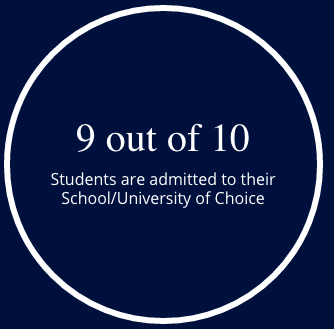 9 out of 10
Students are admitted to their
School/University of Choice